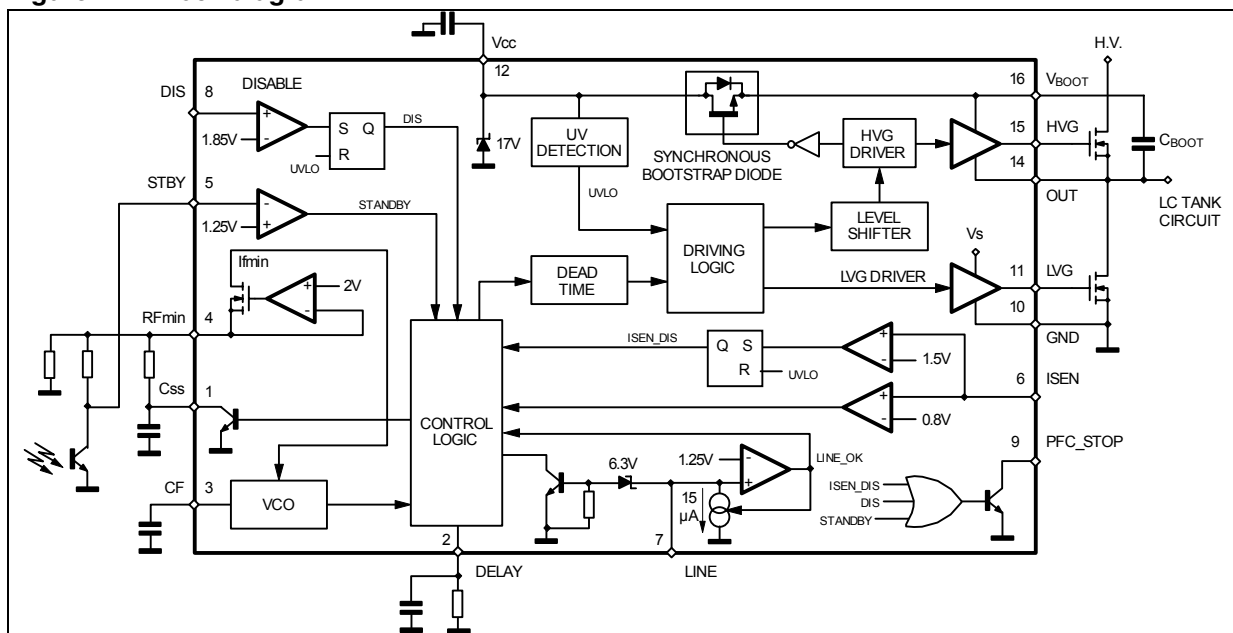 Vcc
H.V.
12
DIS
8
DISABLE
16
VBOOT
+
-
1.85V
S
Q
R
DIS
UVLO
17V
UV
DETECTION
SYNCHRONOUS
BOOTSTRAP DIODE
HVG
DRIVER
15
HVG
14
CBOOT
OUT
LC TANK
CIRCUIT
STBY
5
-
+
1.25V
STANDBY
UVLO
LEVEL
SHIFTER
DRIVING
LOGIC
Vs
Ifmin
+
-
2V
DEAD
TIME
LVG DRIVER
11
LVG
10
GND
RFmin
4
ISEN_DIS
Q
S
R
UVLO
+
-
1.5V
6
ISEN
Css
1
CONTROL
LOGIC
+
-
0.8V
9
PFC_STOP
CF
3
VCO
6.3V
1.25V
-
+
LINE_OK
15
µA
ISEN_DIS
DIS
STANDBY
2
7
DELAY
LINE